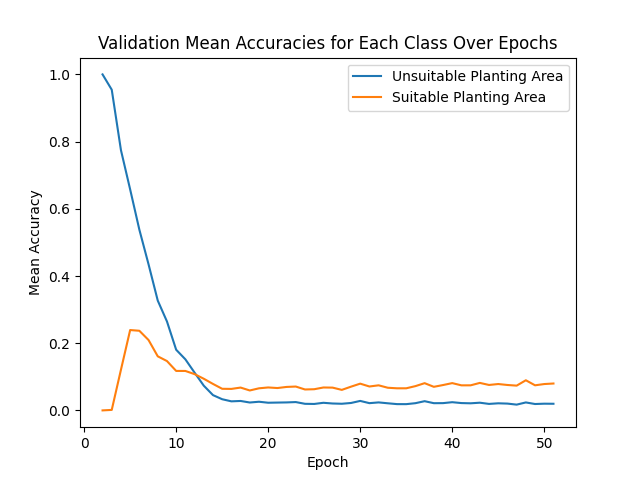 Validation Mean Accuracies for Each Class Over Epochs
Unsuitable Planting Area
Suitable Planting Area
Mean Accuracy
1.0
0.8
0.6
0.4
0.2
0.0
0 10 20 30 40 50
Epoch